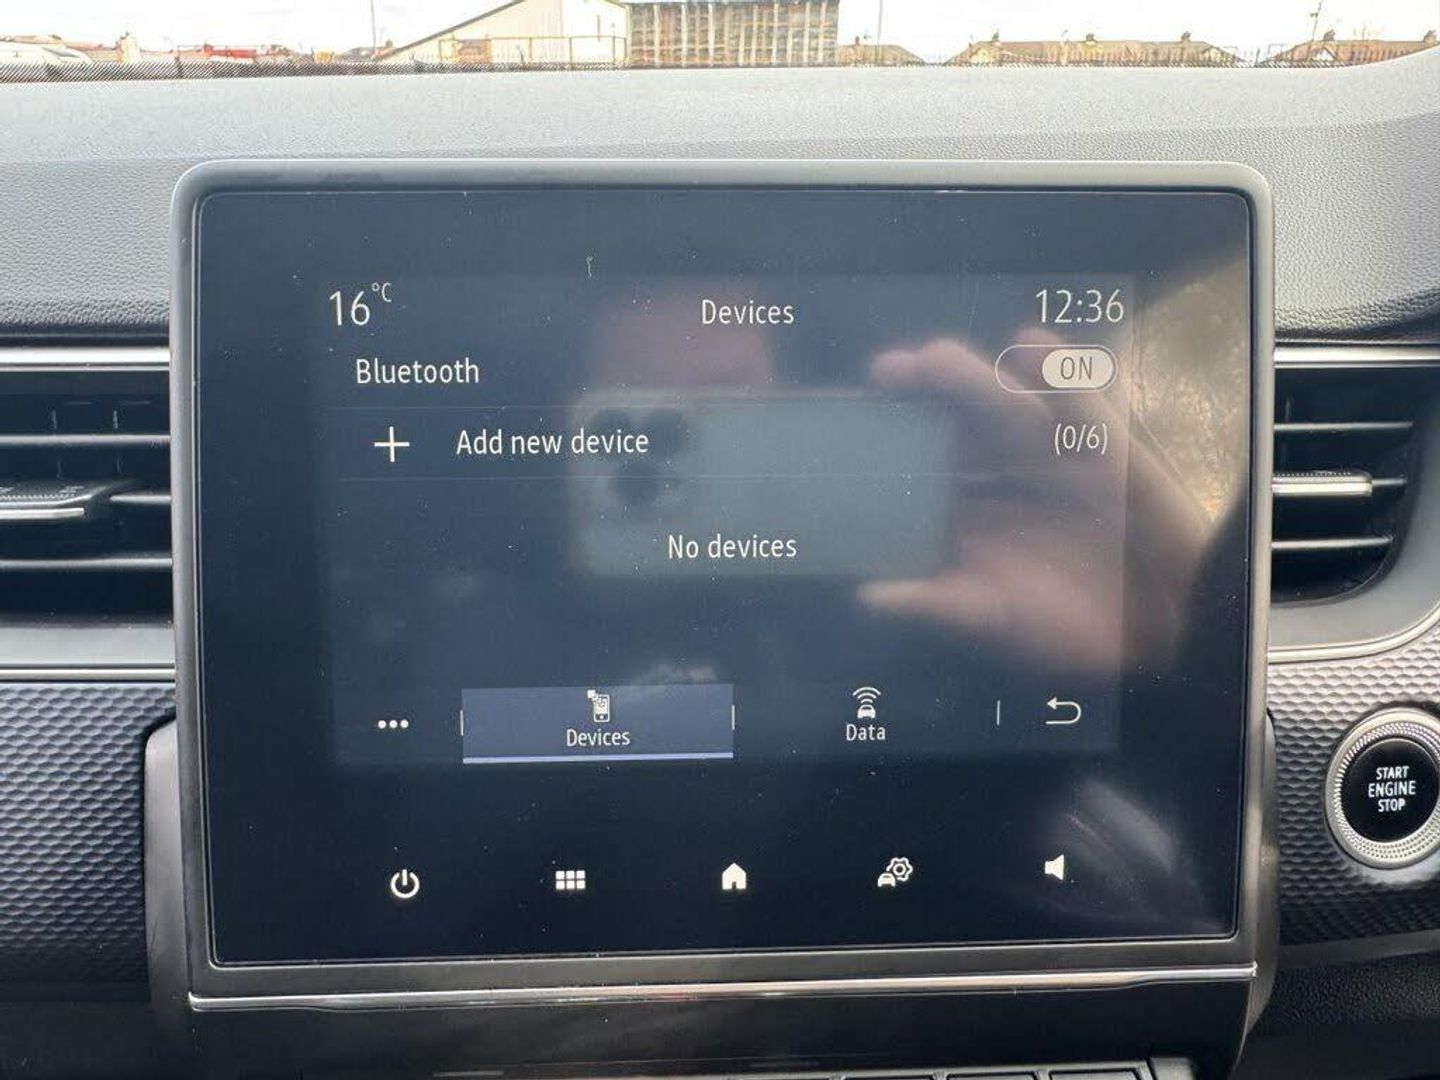 16°C Devices 12:36
Bluetooth ON
Add new device (0/6)
No devices
Devices
Data
START
ENGINE
STOP